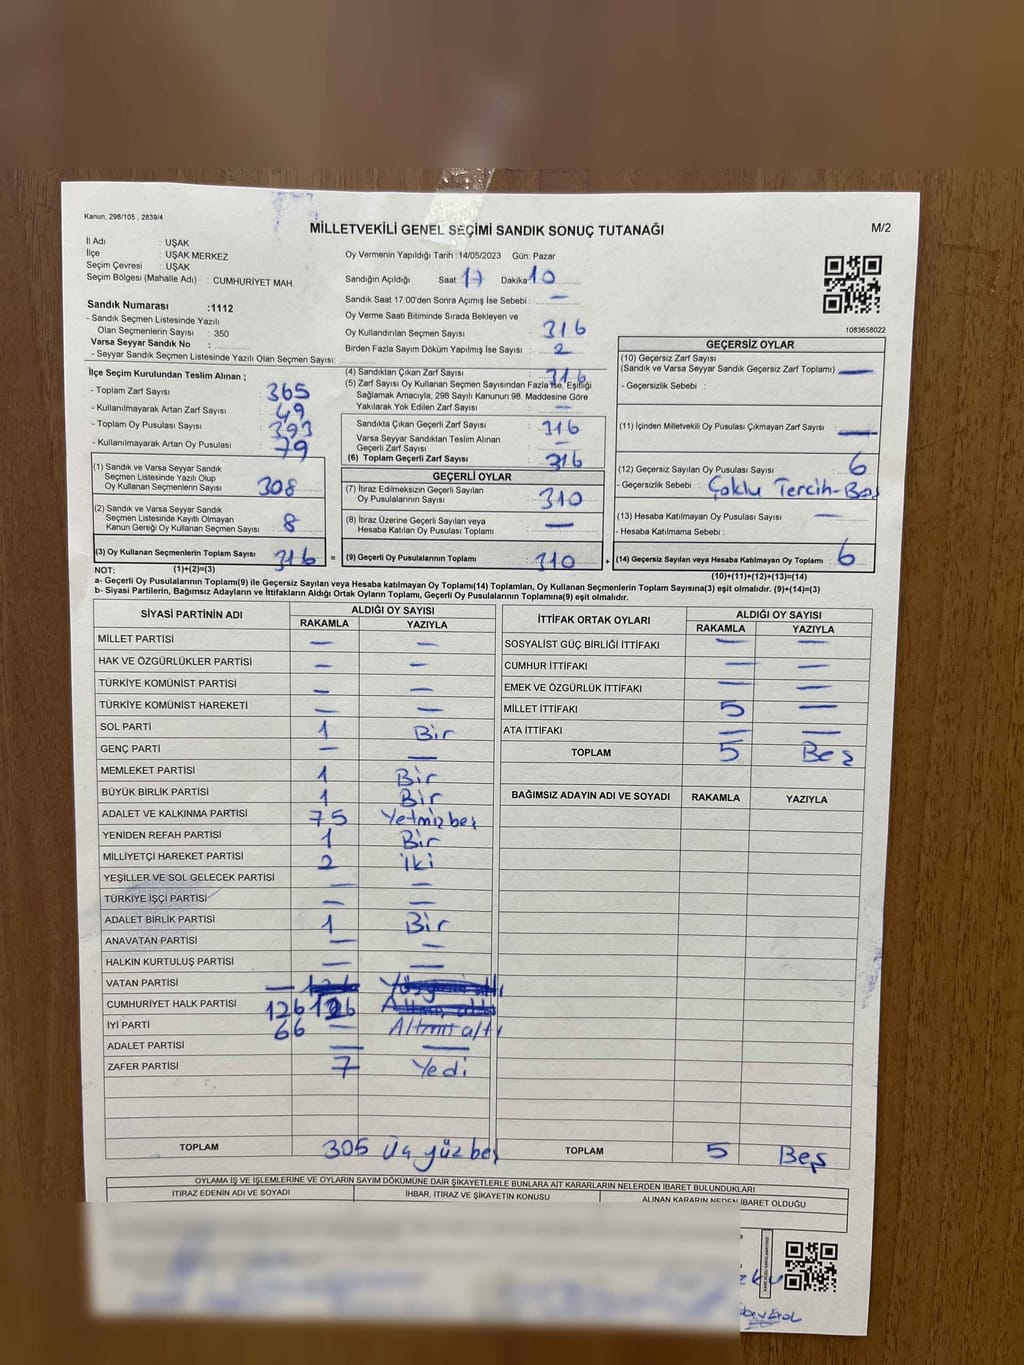 Kanun; 298/105 , 2839/4
MİLLETVEKİLİ GENEL SEÇİMİ SANDIK SONUÇ TUTANAĞI
M/2
İl Adı : UŞAK
İlçe : UŞAK MERKEZ
Seçim Çevresi : UŞAK
Seçim Bölgesi (Mahalle Adı) : CUMHURİYET MAH.
Sandık Numarası :1112
- Sandık Seçmen Listesinde Yazılı
Olan Seçmenlerin Sayısı : 350
Varsa Seyyar Sandık No :
- Seyyar Sandık Seçmen Listesinde Yazılı Olan Seçmen Sayısı:
Oy Vermenin Yapıldığı Tarih :14/05/2023 Gün: Pazar
Sandığın Açıldığı Saat 17 Dakika 10
Sandık Saat 17:00'den Sonra Açımış İse Sebebi : —
Oy Verme Saati Bitiminde Sırada Bekleyen ve
Oy Kullandırılan Seçmen Sayısı : 316
Birden Fazla Sayım Döküm Yapılmış İse Sayısı : 2
1083658022
İlçe Seçim Kurulundan Teslim Alınan ;
- Toplam Zarf Sayısı : 365
- Kullanılmayarak Artan Zarf Sayısı : 49
- Toplam Oy Pusulası Sayısı : 393
- Kullanılmayarak Artan Oy Pusulası : 79
(1) Sandık ve Varsa Seyyar Sandık
Seçmen Listesinde Yazılı Olup
Oy Kullanan Seçmenlerin Sayısı : 308
(2) Sandık ve Varsa Seyyar Sandık
Seçmen Listesinde Kayıtlı Olmayan
Kanun Gereği Oy Kullanan Seçmen Sayısı : 8
(3) Oy Kullanan Seçmenlerin Toplam Sayısı : 316 =
(4) Sandıktan Çıkan Zarf Sayısı : 316
(5) Zarf Sayısı Oy Kullanan Seçmen Sayısından Fazla İse, Eşitliği
Sağlamak Amacıyla, 298 Sayılı Kanunun 98. Maddesine Göre
Yakılarak Yok Edilen Zarf Sayısı : —
Sandıkta Çıkan Geçerli Zarf Sayısı : 316
Varsa Seyyar Sandıktan Teslim Alınan
Geçerli Zarf Sayısı : —
(6) Toplam Geçerli Zarf Sayısı : 316
GEÇERLİ OYLAR
(7) İtiraz Edilmeksizin Geçerli Sayılan
Oy Pusulalarının Sayısı : 310
(8) İtiraz Üzerine Geçerli Sayılan veya
Hesaba Katılan Oy Pusulası Toplamı : —
(9) Geçerli Oy Pusulalarının Toplamı : 310 +
GEÇERSİZ OYLAR
(10) Geçersiz Zarf Sayısı
(Sandık ve Varsa Seyyar Sandık Geçersiz Zarf Toplamı) : —
- Geçersizlik Sebebi :
(11) İçinden Milletvekili Oy Pusulası Çıkmayan Zarf Sayısı : —
(12) Geçersiz Sayılan Oy Pusulası Sayısı : 6
- Geçersizlik Sebebi : Çoklu Tercih-Boş
(13) Hesaba Katılmayan Oy Pusulası Sayısı : —
- Hesaba Katılmama Sebebi :
(14) Geçersiz Sayılan veya Hesaba Katılmayan Oy Toplamı : 6
NOT: (1)+(2)=(3)
(10)+(11)+(12)+(13)=(14)
a- Geçerli Oy Pusulalarının Toplamı(9) ile Geçersiz Sayılan veya Hesaba katılmayan Oy Toplamı(14) Toplamları, Oy Kullanan Seçmenlerin Toplam Sayısına(3) eşit olmalıdır. (9)+(14)=(3)
b- Siyasi Partilerin, Bağımsız Adayların ve İttifakların Aldığı Ortak Oyların Toplamı, Geçerli Oy Pusulalarının Toplamına(9) eşit olmalıdır.
SİYASİ PARTİNİN ADI ALDIĞI OY SAYISI
RAKAMLA YAZIYLA
MİLLET PARTİSİ — —
HAK VE ÖZGÜRLÜKLER PARTİSİ — —
TÜRKİYE KOMÜNİST PARTİSİ — —
TÜRKİYE KOMÜNİST HAREKETİ — —
SOL PARTİ 1 Bir
GENÇ PARTİ — —
MEMLEKET PARTİSİ 1 Bir
BÜYÜK BİRLİK PARTİSİ 1 Bir
ADALET VE KALKINMA PARTİSİ 75 Yetmizbeş
YENİDEN REFAH PARTİSİ 1 Bir
MİLLİYETÇİ HAREKET PARTİSİ 2 iki
YEŞİLLER VE SOL GELECEK PARTİSİ — —
TÜRKİYE İŞÇİ PARTİSİ — —
ADALET BİRLİK PARTİSİ 1 Bir
ANAVATAN PARTİSİ — —
HALKIN KURTULUŞ PARTİSİ — —
VATAN PARTİSİ —
CUMHURİYET HALK PARTİSİ 126 126
İYİ PARTİ 66 — Altmıraltı
ADALET PARTİSİ — —
ZAFER PARTİSİ 7 Yedi
TOPLAM 305 Üç yüz beş
İTTİFAK ORTAK OYLARI ALDIĞI OY SAYISI
RAKAMLA YAZIYLA
SOSYALİST GÜÇ BİRLİĞİ İTTİFAKI — —
CUMHUR İTTİFAKI — —
EMEK VE ÖZGÜRLÜK İTTİFAKI — —
MİLLET İTTİFAKI 5 —
ATA İTTİFAKI — —
TOPLAM 5 Beş
BAĞIMSIZ ADAYIN ADI VE SOYADI RAKAMLA YAZIYLA
TOPLAM 5 Beş
OYLAMA İŞ VE İŞLEMLERİNE VE OYLARIN SAYIM DÖKÜMÜNE DAİR ŞİKAYETLERLE BUNLARA AİT KARARLARIN NELERDEN İBARET BULUNDUKLARI
İTİRAZ EDENİN ADI VE SOYADI İHBAR, İTİRAZ VE ŞİKAYETİN KONUSU ALINAN KARARIN NEDEN İBARET OLDUĞU